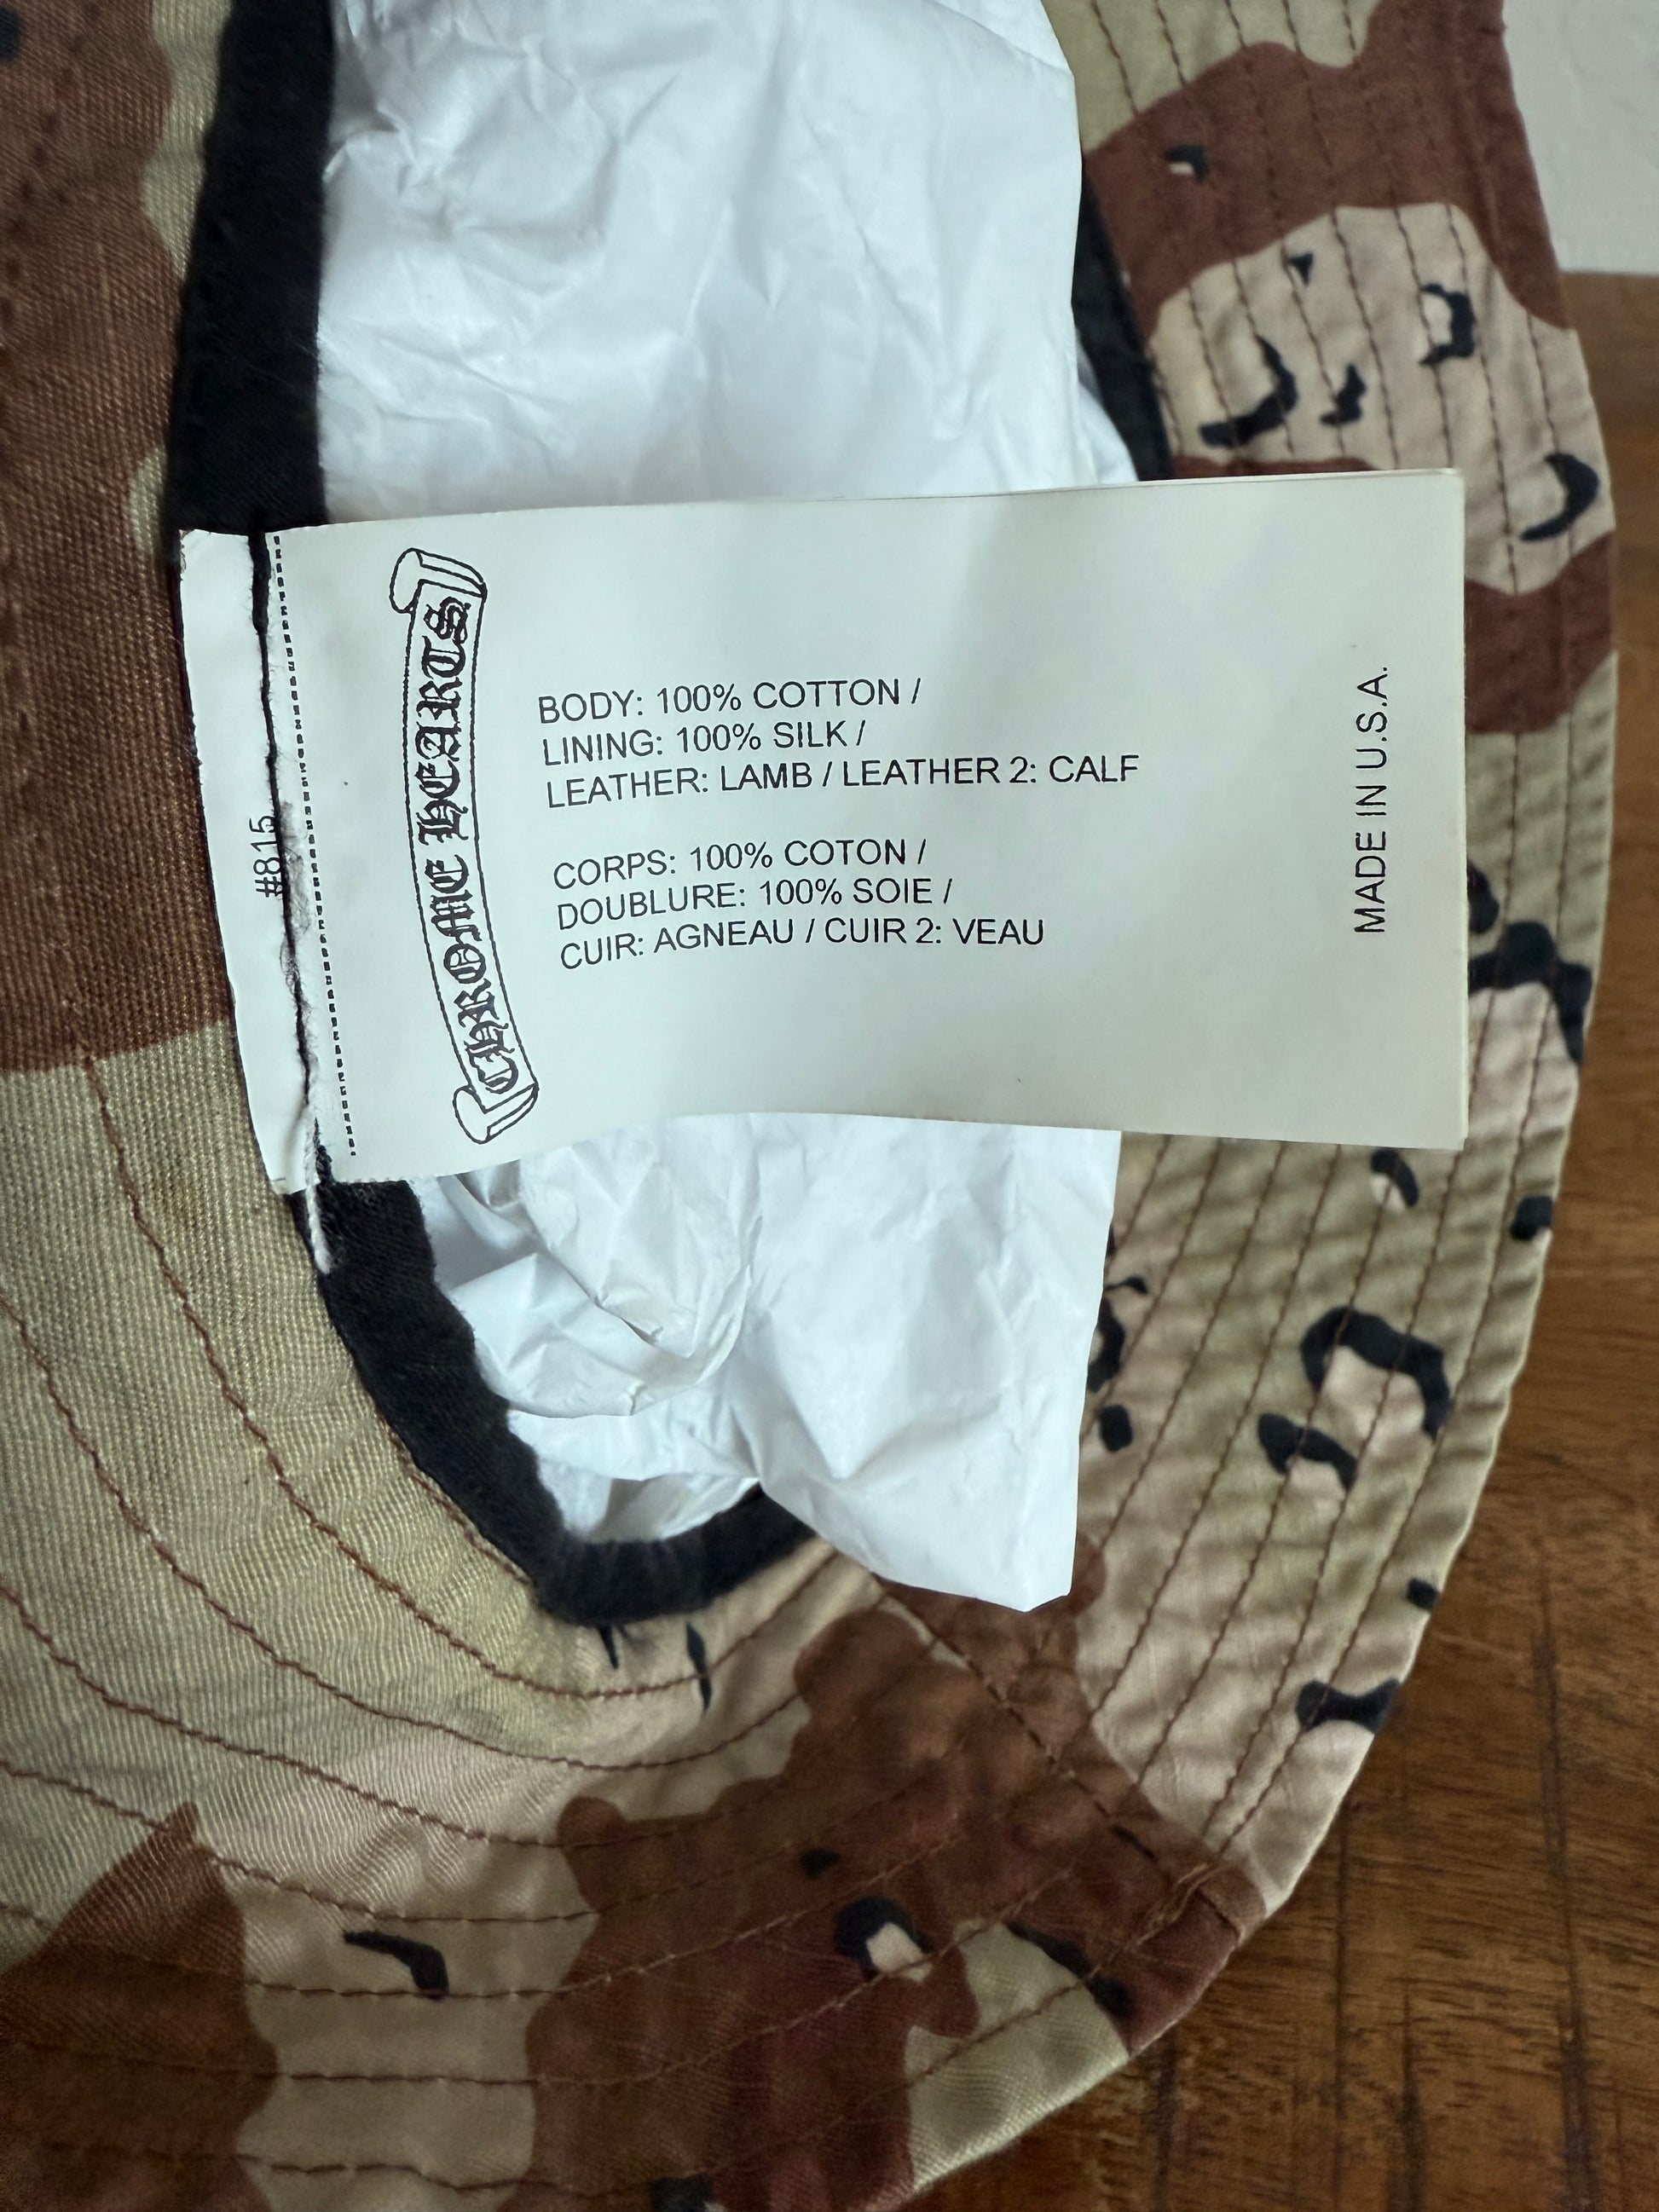 #815
CHROME HEARTS
BODY: 100% COTTON /
LINING: 100% SILK /
LEATHER: LAMB / LEATHER 2: CALF
CORPS: 100% COTON /
DOUBLURE: 100% SOIE /
CUIR: AGNEAU / CUIR 2: VEAU
MADE IN U.S.A.